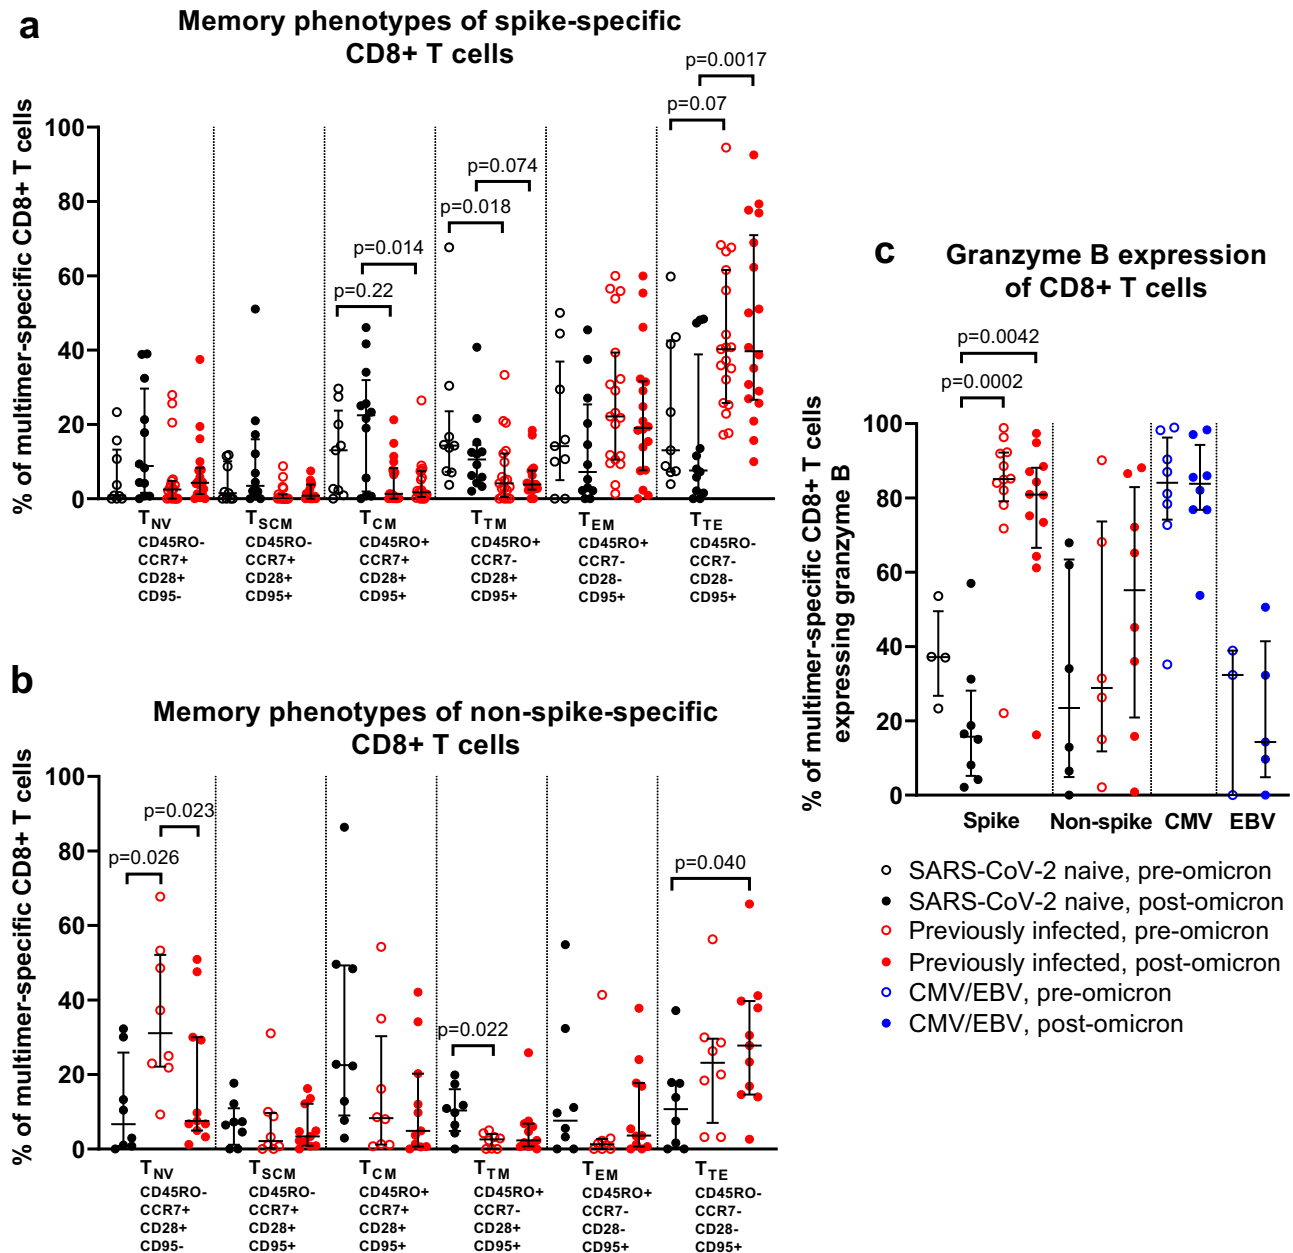 a
Memory phenotypes of spike-specific
CD8+ T cells
% of multimer-specific CD8+ T cells
100
80
60
40
20
0
p=0.22
p=0.014
p=0.018
p=0.074
p=0.07
p=0.0017
TNV
CD45RO-
CCR7+
CD28+
CD95-
TSCM
CD45RO-
CCR7+
CD28+
CD95+
TCM
CD45RO+
CCR7+
CD28+
CD95+
TTM
CD45RO+
CCR7-
CD28+
CD95+
TEM
CD45RO+
CCR7-
CD28-
CD95+
TTE
CD45RO-
CCR7-
CD28-
CD95+
b
Memory phenotypes of non-spike-specific
CD8+ T cells
% of multimer-specific CD8+ T cells
100
80
60
40
20
0
p=0.026
p=0.023
p=0.022
p=0.040
TNV
CD45RO-
CCR7+
CD28+
CD95-
TSCM
CD45RO-
CCR7+
CD28+
CD95+
TCM
CD45RO+
CCR7+
CD28+
CD95+
TTM
CD45RO+
CCR7-
CD28+
CD95+
TEM
CD45RO+
CCR7-
CD28-
CD95+
TTE
CD45RO-
CCR7-
CD28-
CD95+
c
Granzyme B expression
of CD8+ T cells
% of multimer-specific CD8+ T cells
expressing granzyme B
100
80
60
40
20
0
p=0.0042
p=0.0002
Spike
Non-spike
CMV
EBV
SARS-CoV-2 naive, pre-omicron
SARS-CoV-2 naive, post-omicron
Previously infected, pre-omicron
Previously infected, post-omicron
CMV/EBV, pre-omicron
CMV/EBV, post-omicron